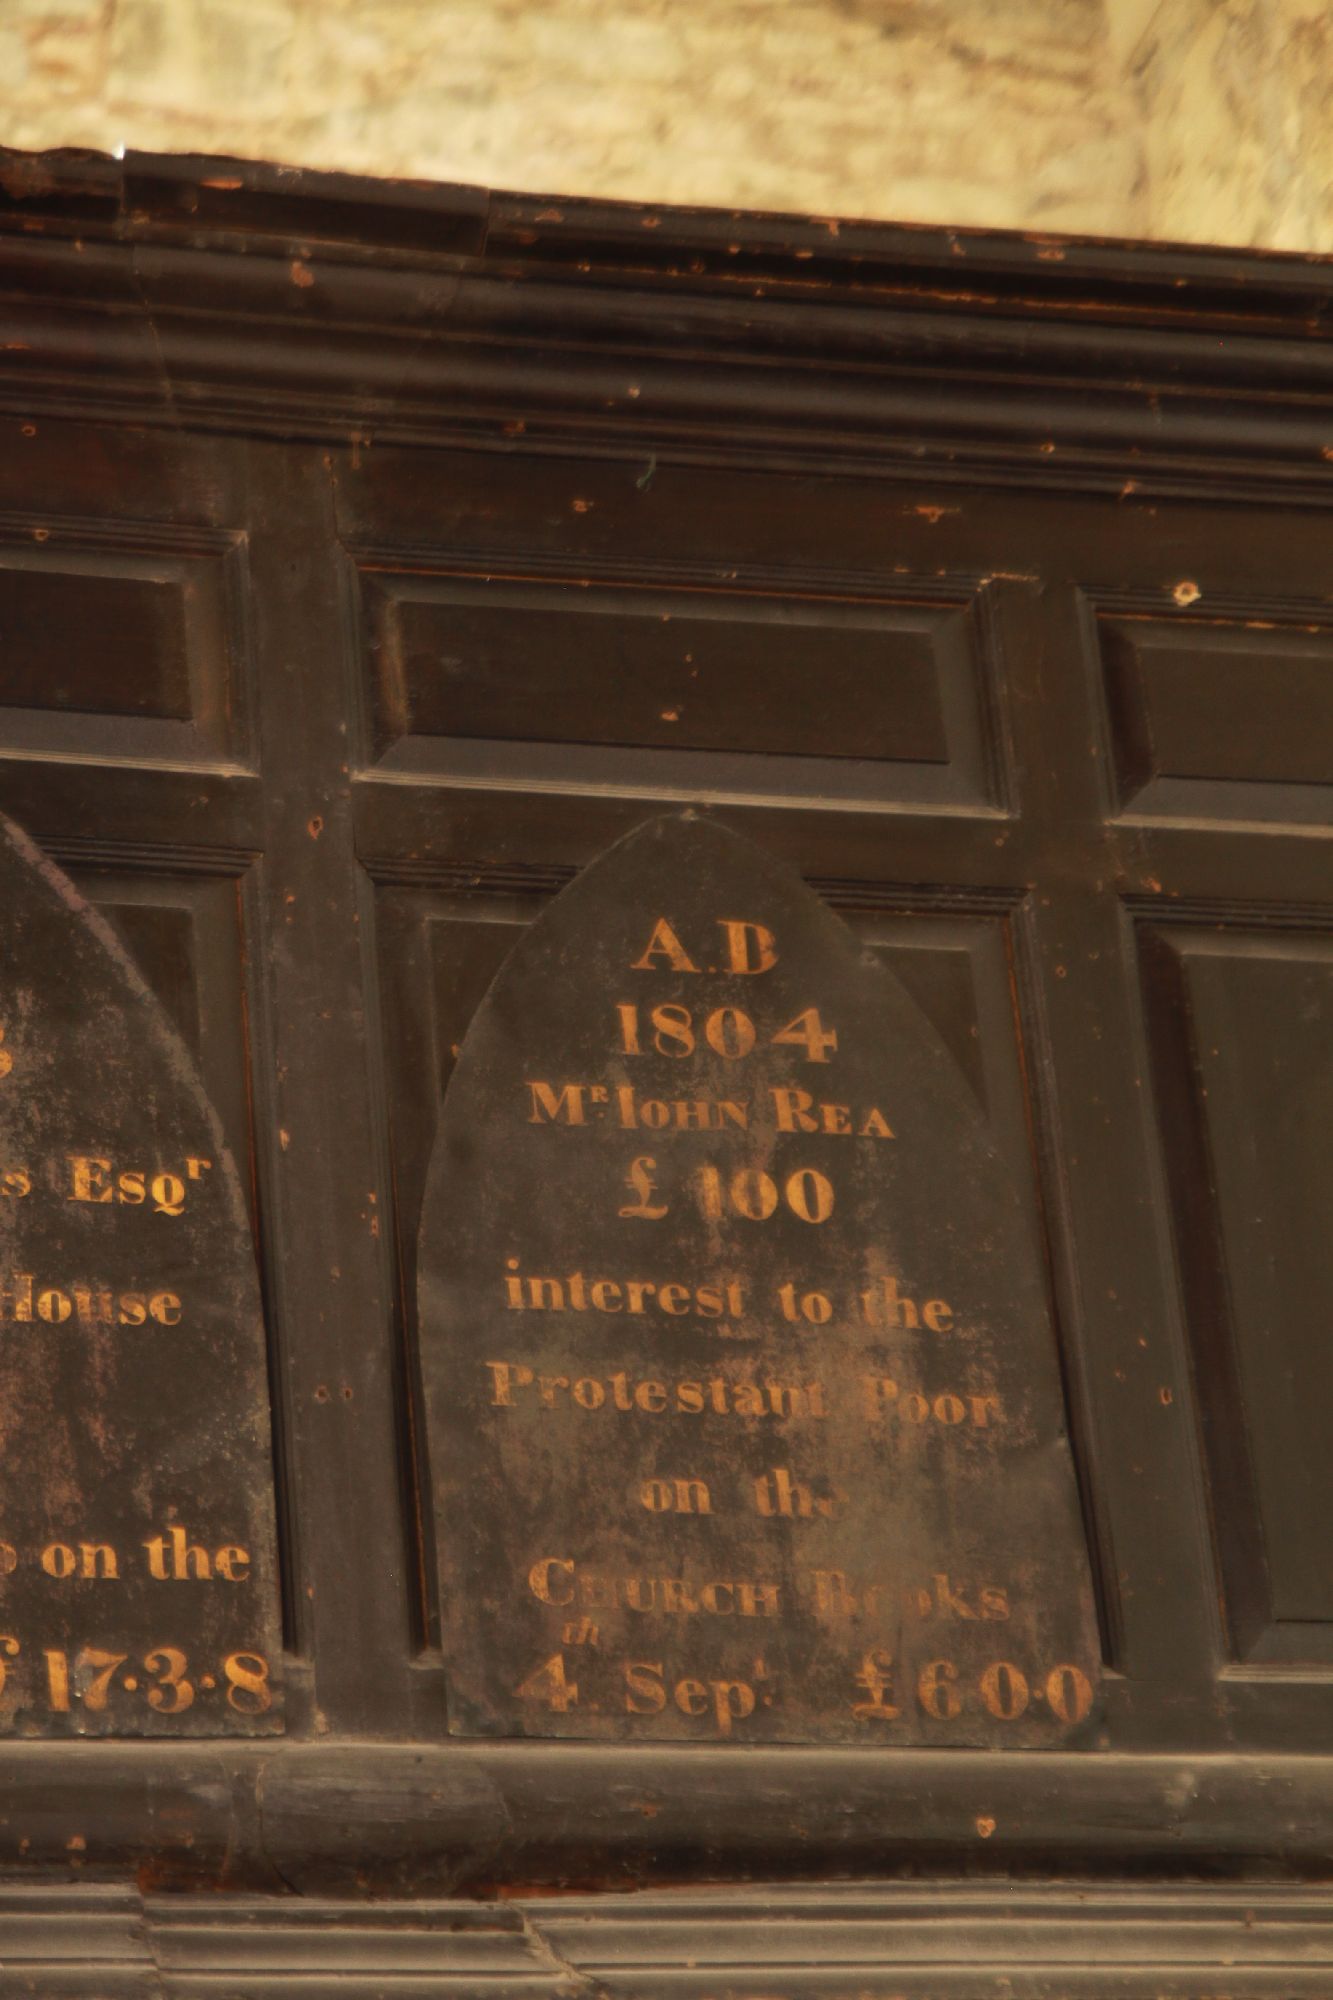 s Esqr
House
on the
17·3·8
A.D
1804
MR. IOHN REA
£ 100
interest to the
Protestant Poor
on the
CHURCH Books
4th Sept £6·0·0